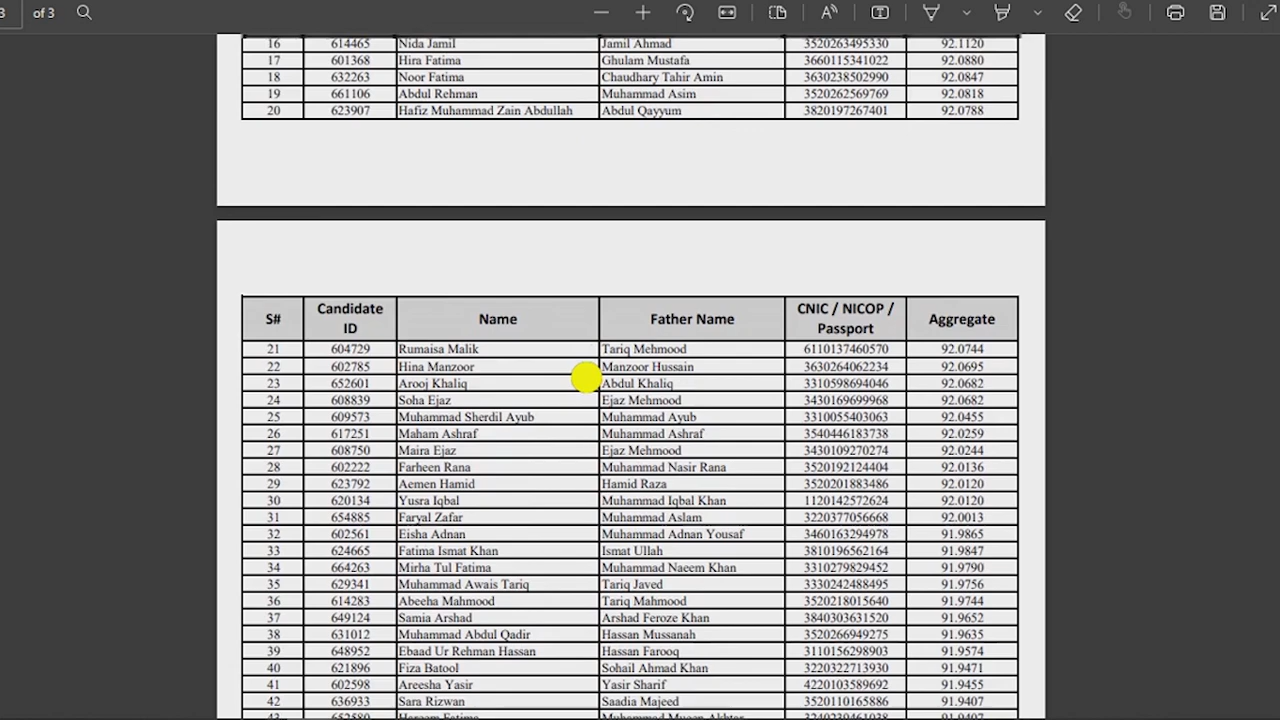 3 of 3
16 614465 Nida Jamil Jamil Ahmad 3520263495330 92.1120
17 601368 Hira Fatima Ghulam Mustafa 3660115341022 92.0880
18 632263 Noor Fatima Chaudhary Tahir Amin 3630238502990 92.0847
19 661106 Abdul Rehman Muhammad Asim 3520262569769 92.0818
20 623907 Hafiz Muhammad Zain Abdullah Abdul Qayyum 3820197267401 92.0788
S# Candidate ID Name Father Name CNIC / NICOP / Passport Aggregate
21 604729 Rumaisa Malik Tariq Mehmood 6110137460570 92.0744
22 602785 Hina Manzoor Manzoor Hussain 3630264062234 92.0695
23 652601 Arooj Khaliq Abdul Khaliq 3310598694046 92.0682
24 608839 Soha Ejaz Ejaz Mehmood 3430169699968 92.0682
25 609573 Muhammad Sherdil Ayub Muhammad Ayub 3310055403063 92.0455
26 617251 Maham Ashraf Muhammad Ashraf 3540446183738 92.0259
27 608750 Maira Ejaz Ejaz Mehmood 3430109270274 92.0244
28 602222 Farheen Rana Muhammad Nasir Rana 3520192124404 92.0136
29 623792 Aemen Hamid Hamid Raza 3520201883486 92.0120
30 620134 Yusra Iqbal Muhammad Iqbal Khan 1120142572624 92.0120
31 654885 Faryal Zafar Muhammad Aslam 3220377056668 92.0013
32 602561 Eisha Adnan Muhammad Adnan Yousaf 3460163294978 91.9865
33 624665 Fatima Ismat Khan Ismat Ullah 3810196562164 91.9847
34 664263 Mirha Tul Fatima Muhammad Naeem Khan 3310279829452 91.9790
35 629341 Muhammad Awais Tariq Tariq Javed 3330242488495 91.9756
36 614283 Abeeha Mahmood Tariq Mahmood 3520218015640 91.9744
37 649124 Samia Arshad Arshad Feroze Khan 3840303631520 91.9652
38 631012 Muhammad Abdul Qadir Hassan Mussanah 3520266949275 91.9635
39 648952 Ebaad Ur Rehman Hassan Hassan Farooq 3110156298903 91.9574
40 621896 Fiza Batool Sohail Ahmad Khan 3220322713930 91.9471
41 602598 Areesha Yasir Yasir Sharif 4220103589692 91.9455
42 636933 Sara Rizwan Saadia Majeed 3520110165886 91.9407